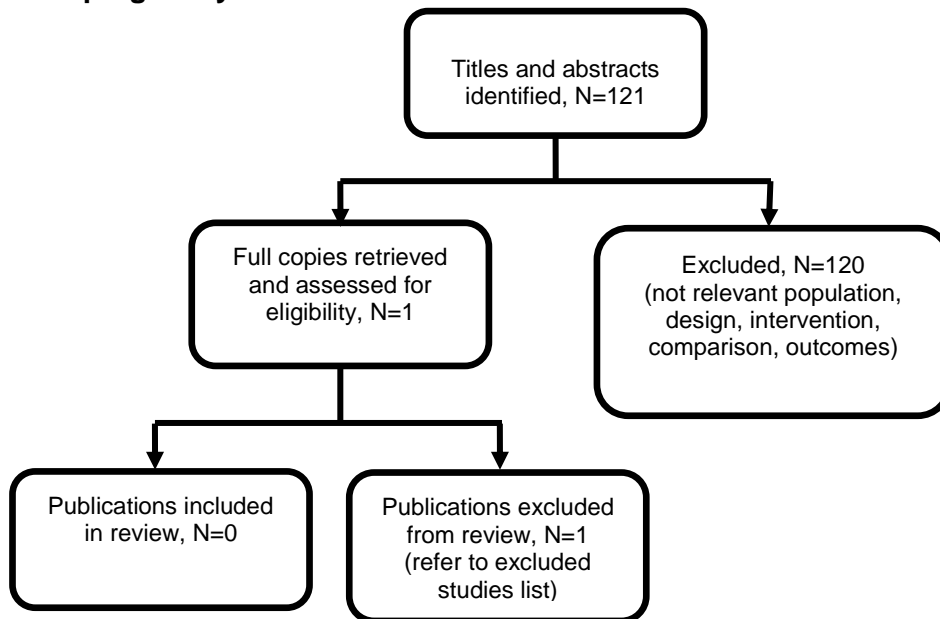 Titles and abstracts
identified, N=121
Full copies retrieved
and assessed for
eligibility, N=1
Excluded, N=120
(not relevant population,
design, intervention,
comparison, outcomes)
Publications included
in review, N=0
Publications excluded
from review, N=1
(refer to excluded
studies list)